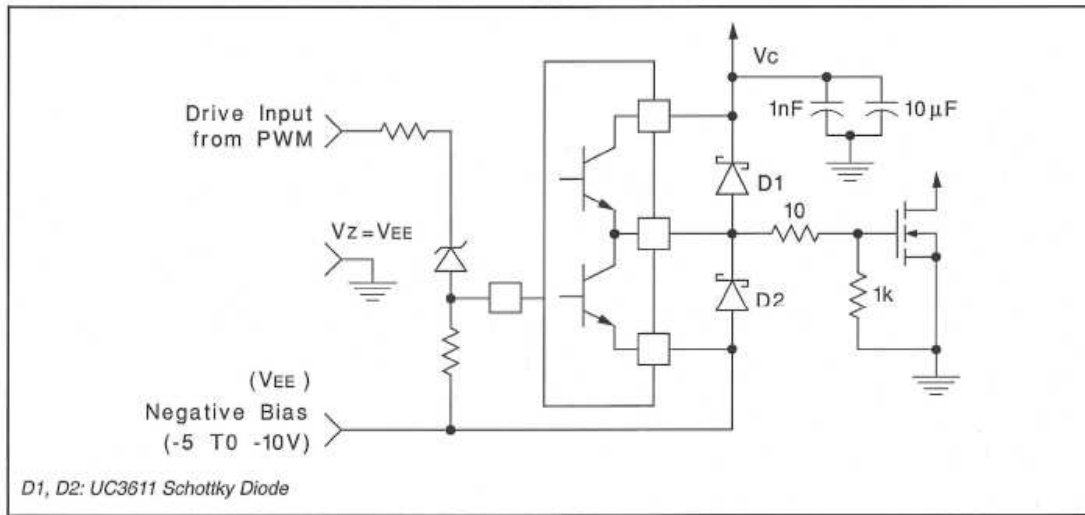 Vc
Drive Input
from PWM
1nF
10 µF
D1
10
Vz=VEE
D2
1k
(VEE)
Negative Bias
(-5 TO -10V)
D1, D2: UC3611 Schottky Diode